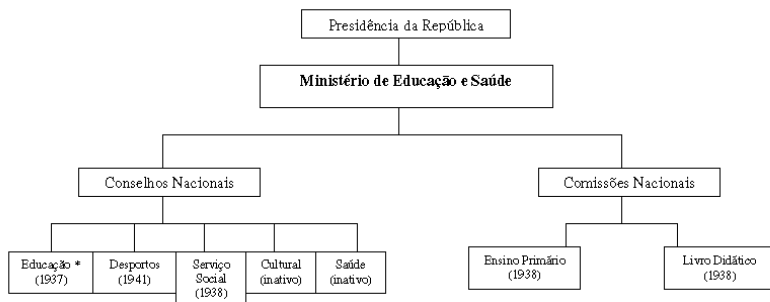 Presidência da República
Ministério de Educação e Saúde
Conselhos Nacionais
Comissões Nacionais
Educação *
(1937)
Desportos
(1941)
Serviço
Social
(1938)
Cultural
(inativo)
Saúde
(inativo)
Ensino Primário
(1938)
Livro Didático
(1938)